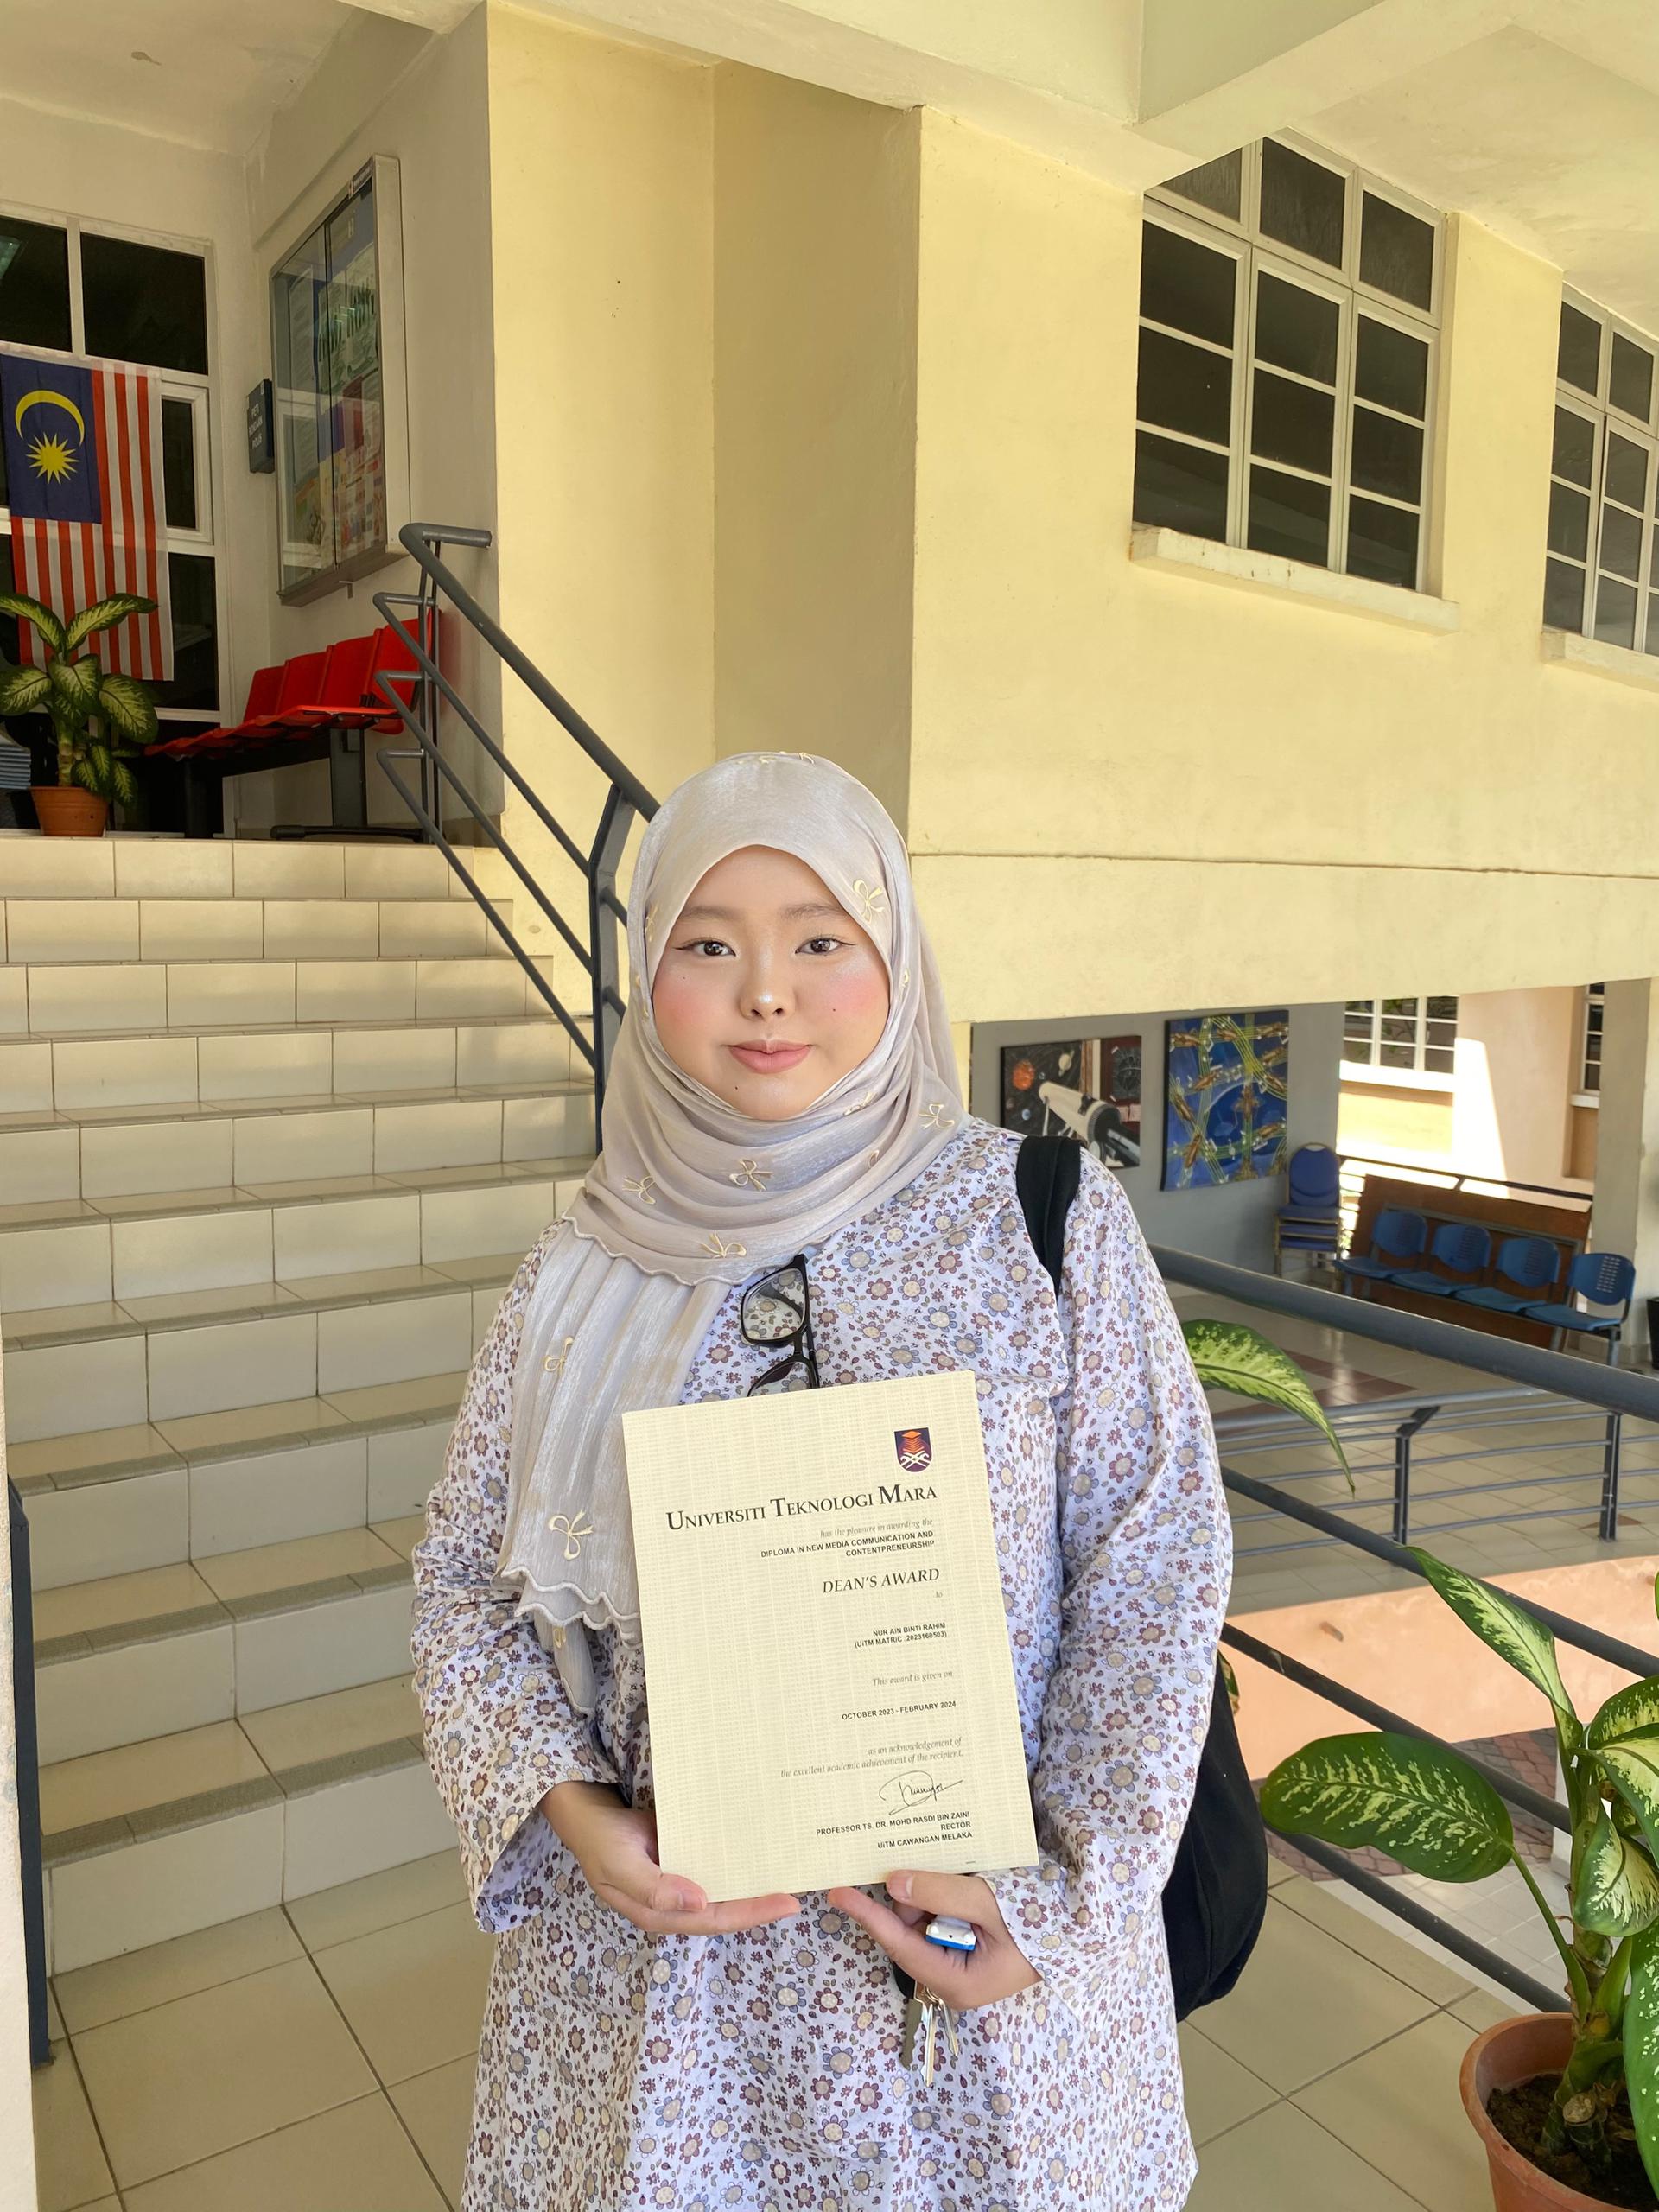 PETI
CADANGAN
POLIS
UNIVERSITI TEKNOLOGI MARA
has the pleasure in awarding the
DIPLOMA IN NEW MEDIA COMMUNICATION AND
CONTENTPRENEURSHIP
DEAN'S AWARD
to
NUR AIN BINTI RAHIM
(UiTM MATRIC :2023160503)
This award is given on
OCTOBER 2023 - FEBRUARY 2024
as an acknowledgement of
the excellent academic achievement of the recipient.
PROFESSOR TS. DR. MOHD RASDI BIN ZAINI
RECTOR
UiTM CAWANGAN MELAKA